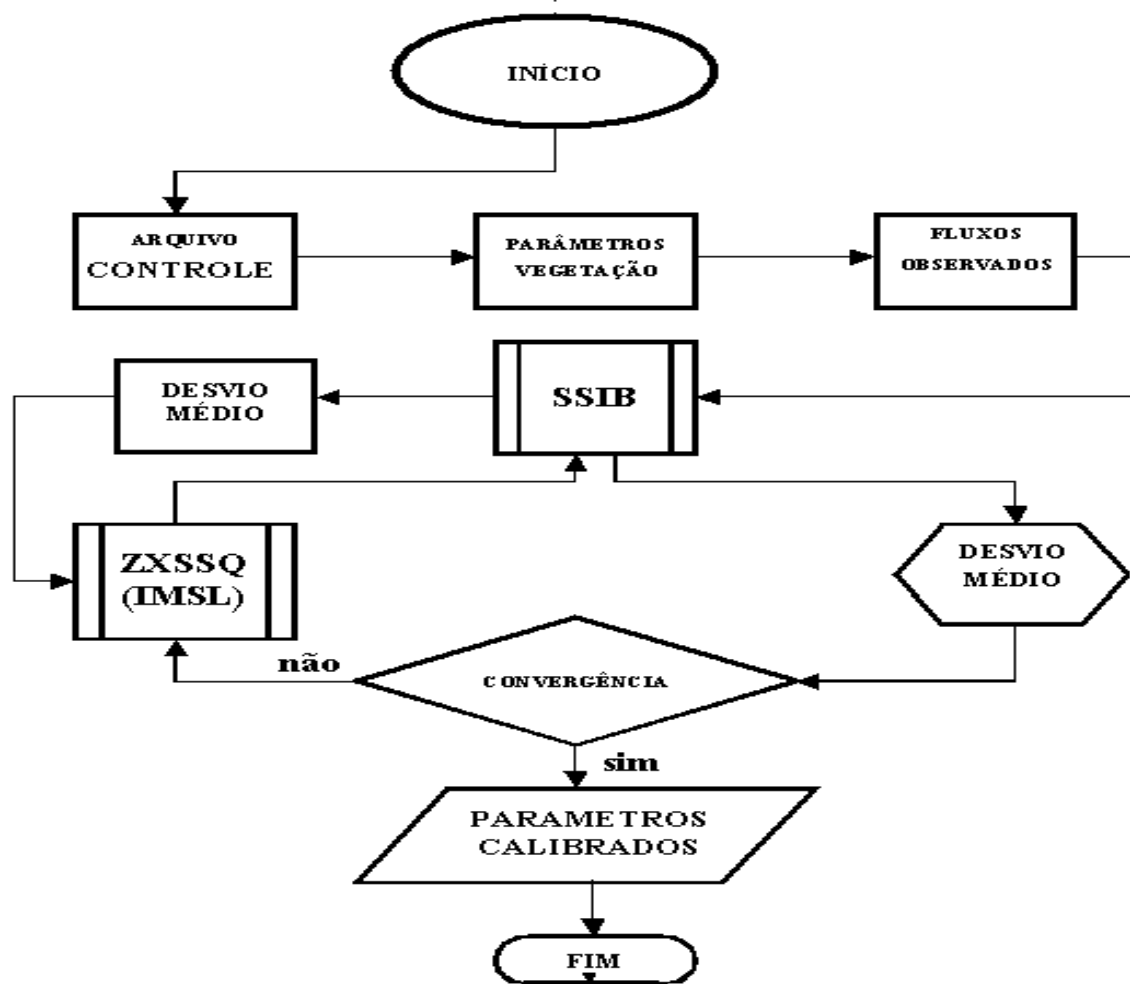 INÍCIO
ARQUIVO
CONTROLE
PARÂMETROS
VEGETAÇÃO
FLUXOS
OBSERVADOS
DESVIO
MÉDIO
SSIB
ZXSSQ
(IMSL)
DESVIO
MÉDIO
não
CONVERGÊNCIA
sim
PARAMETROS
CALIBRADOS
FIM